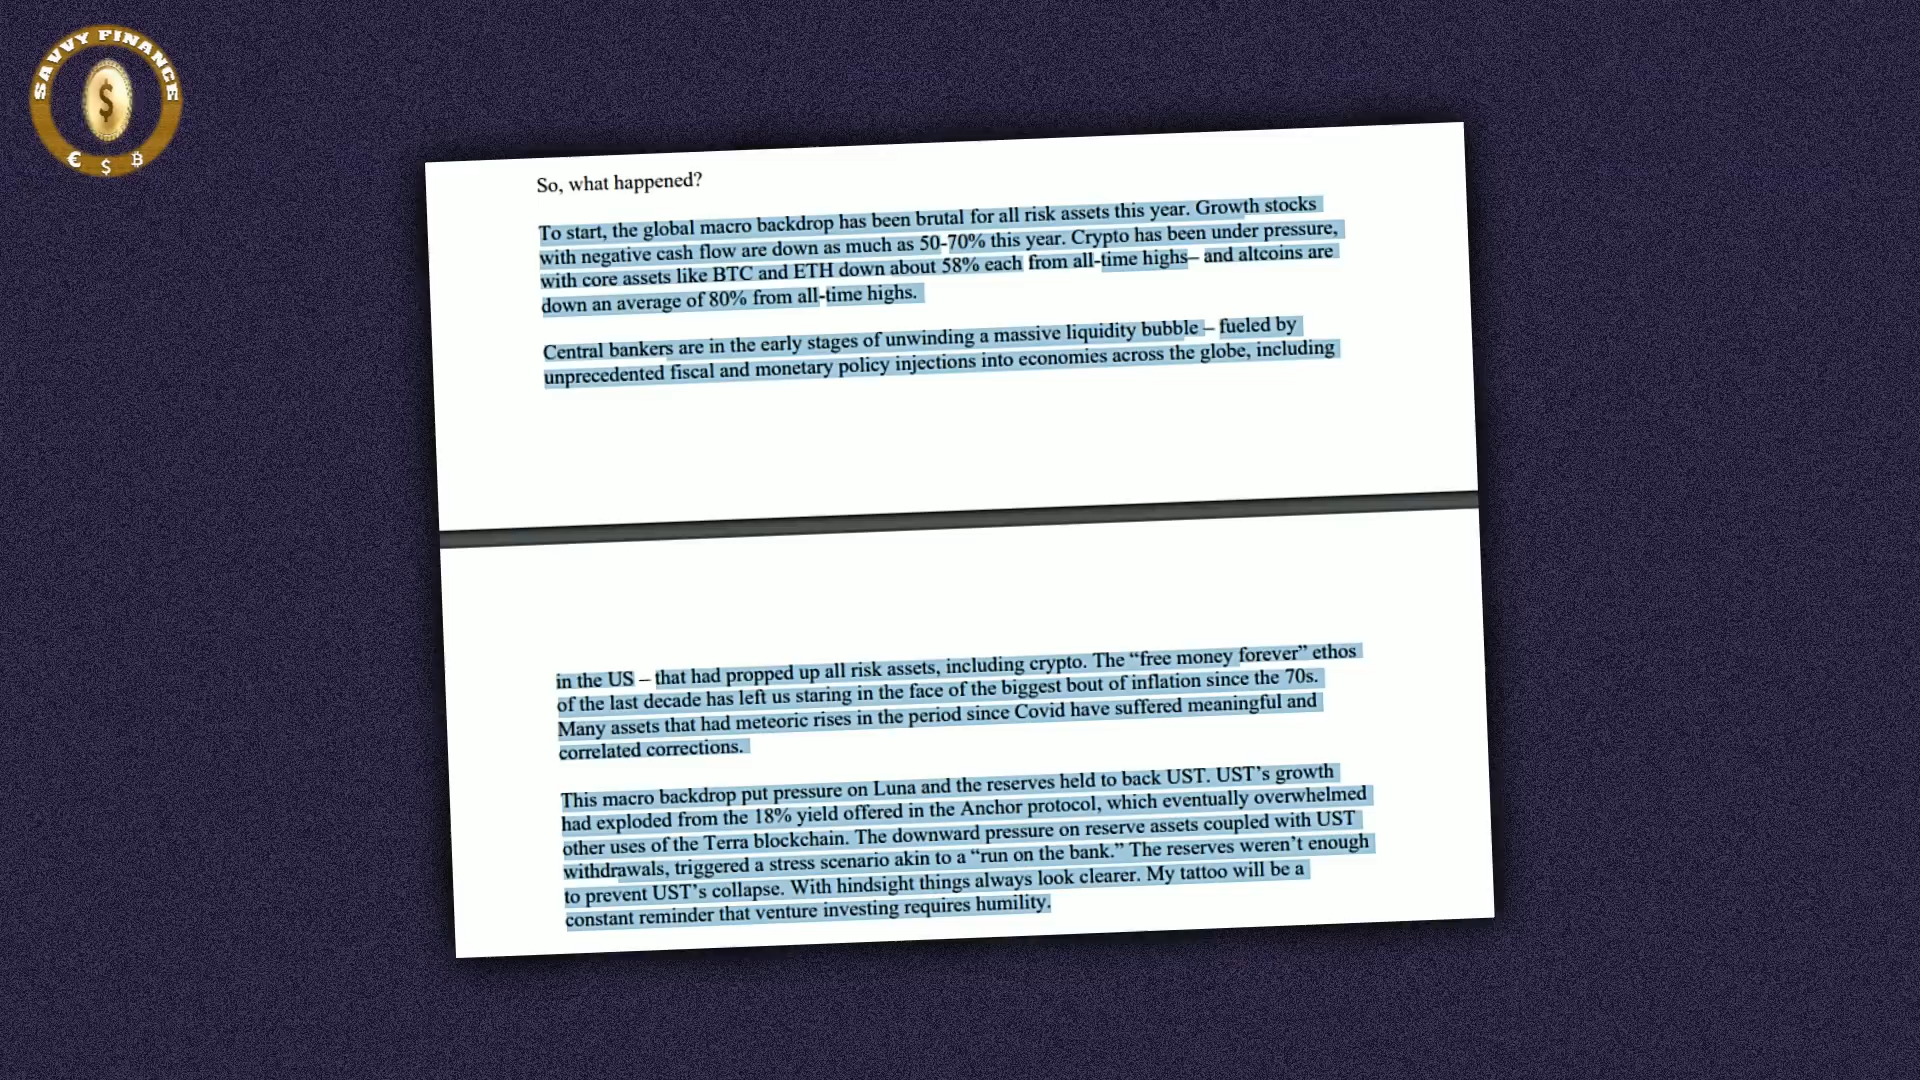 SAVVY FINANCE
$
€ $ ₿
So, what happened?
To start, the global macro backdrop has been brutal for all risk assets this year. Growth stocks
with negative cash flow are down as much as 50-70% this year. Crypto has been under pressure,
with core assets like BTC and ETH down about 58% each from all-time highs– and altcoins are
down an average of 80% from all-time highs.
Central bankers are in the early stages of unwinding a massive liquidity bubble – fueled by
unprecedented fiscal and monetary policy injections into economies across the globe, including
in the US – that had propped up all risk assets, including crypto. The “free money forever” ethos
of the last decade has left us staring in the face of the biggest bout of inflation since the 70s.
Many assets that had meteoric rises in the period since Covid have suffered meaningful and
correlated corrections.
This macro backdrop put pressure on Luna and the reserves held to back UST. UST’s growth
had exploded from the 18% yield offered in the Anchor protocol, which eventually overwhelmed
other uses of the Terra blockchain. The downward pressure on reserve assets coupled with UST
withdrawals, triggered a stress scenario akin to a “run on the bank.” The reserves weren’t enough
to prevent UST’s collapse. With hindsight things always look clearer. My tattoo will be a
constant reminder that venture investing requires humility.